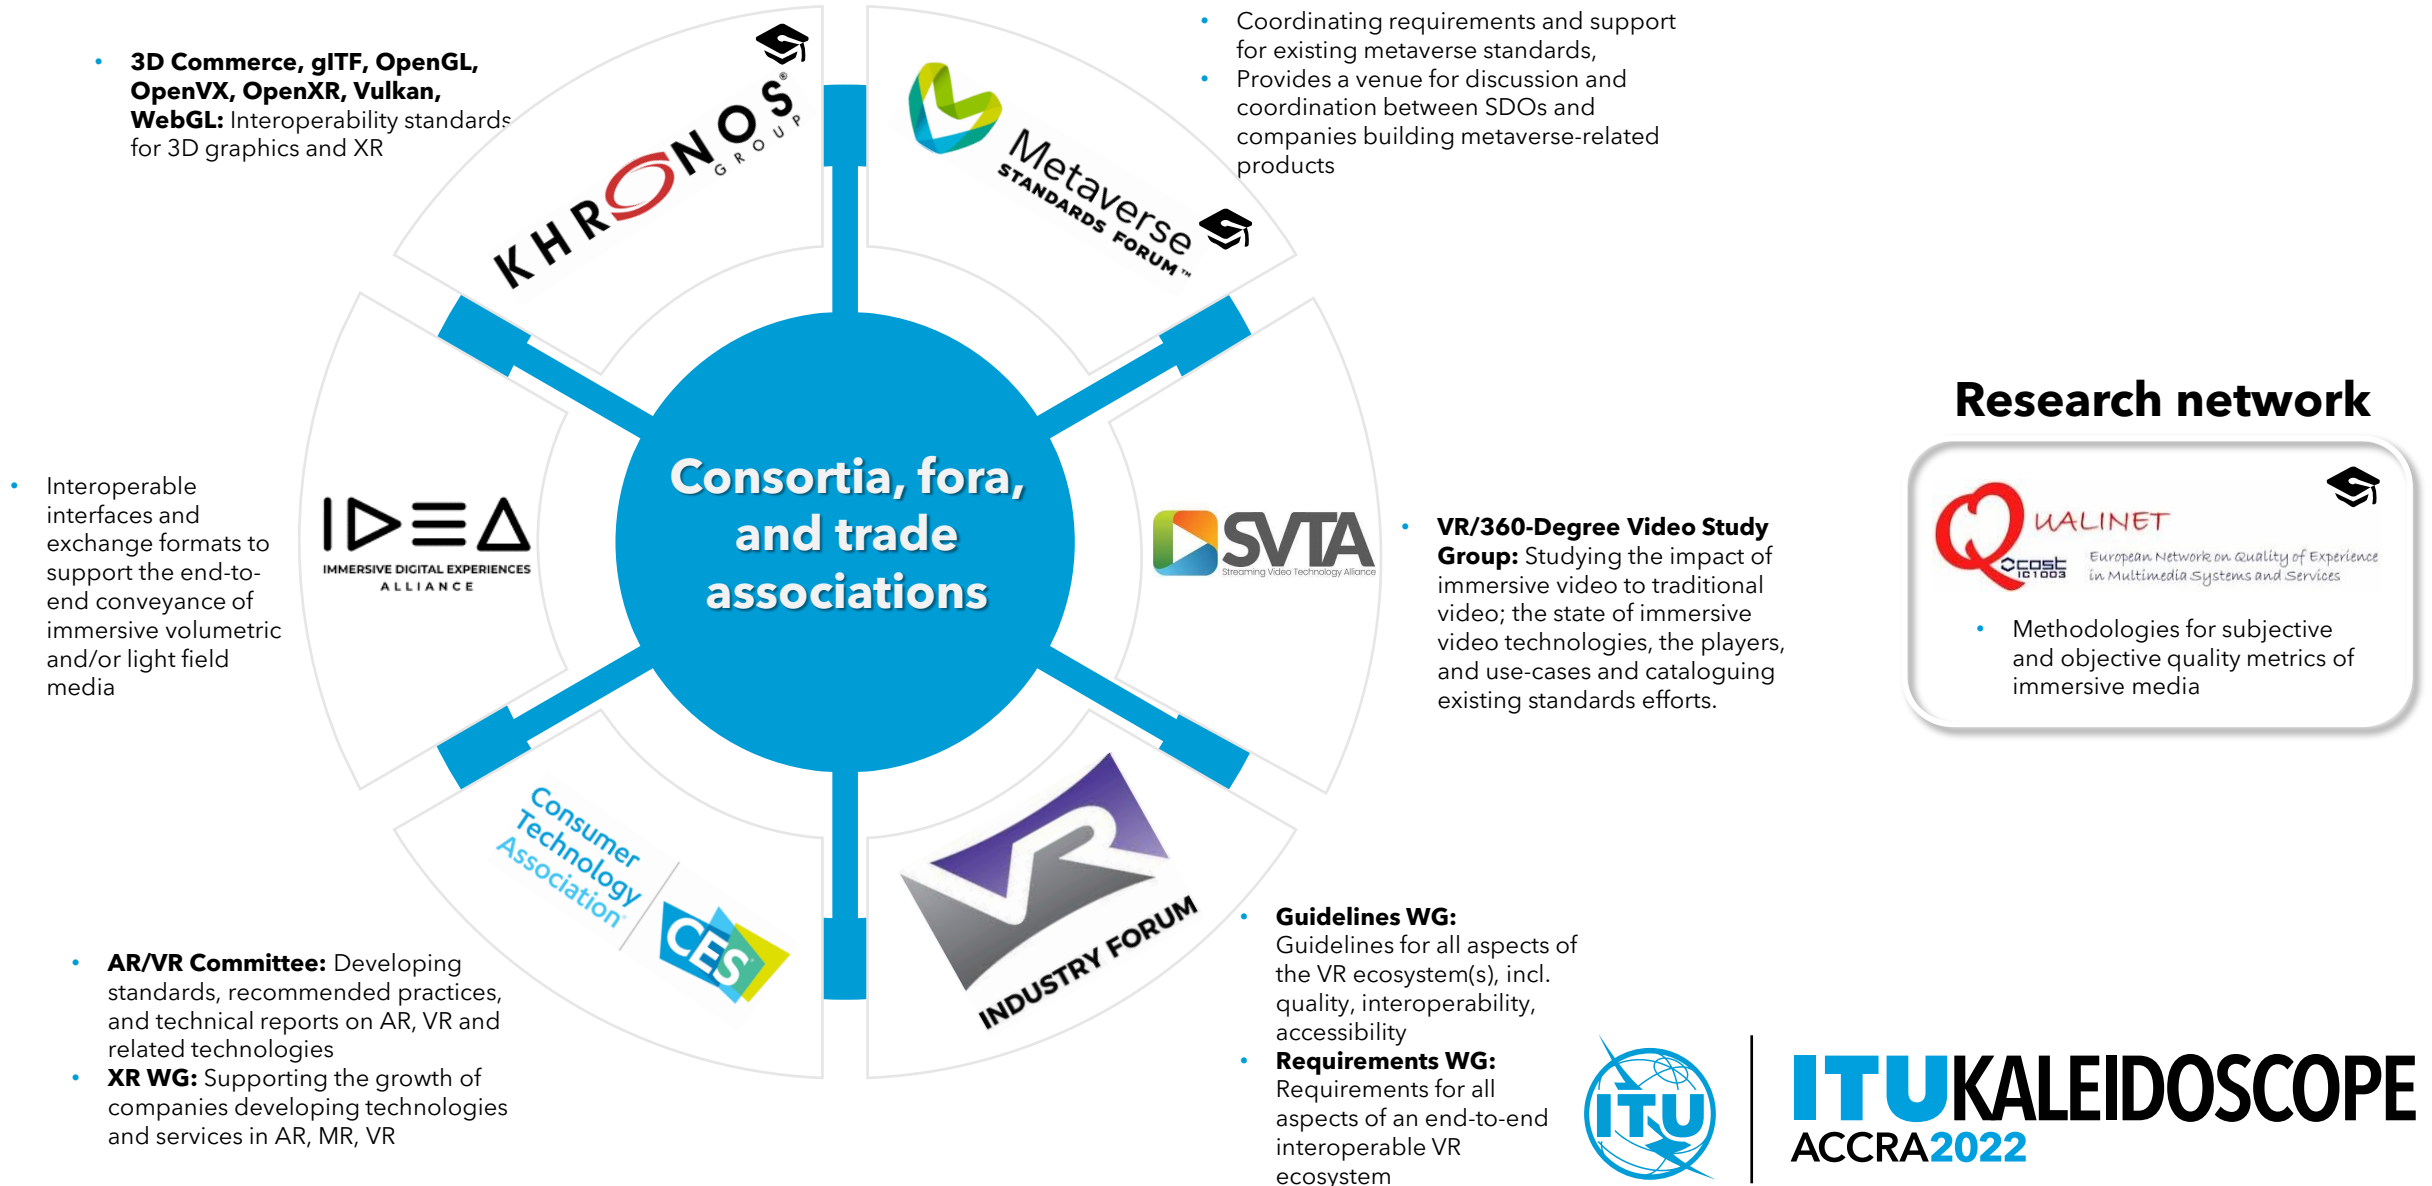 • 3D Commerce, glTF, OpenGL,
OpenVX, OpenXR, Vulkan,
WebGL: Interoperability standards
for 3D graphics and XR
KHRONOS®
GROUP
Metaverse
STANDARDS FORUM™
• Coordinating requirements and support
for existing metaverse standards,
• Provides a venue for discussion and
coordination between SDOs and
companies building metaverse-related
products
• Interoperable
interfaces and
exchange formats to
support the end-to-
end conveyance of
immersive volumetric
and/or light field
media
IDEA
IMMERSIVE DIGITAL EXPERIENCES
ALLIANCE
Consortia, fora,
and trade
associations
SVTA
Streaming Video Technology Alliance
• VR/360-Degree Video Study
Group: Studying the impact of
immersive video to traditional
video; the state of immersive
video technologies, the players,
and use-cases and cataloguing
existing standards efforts.
Research network
QUALINET
cost
IC1003
European Network on Quality of Experience
in Multimedia Systems and Services
• Methodologies for subjective
and objective quality metrics of
immersive media
Consumer
Technology
Association
CES
• AR/VR Committee: Developing
standards, recommended practices,
and technical reports on AR, VR and
related technologies
• XR WG: Supporting the growth of
companies developing technologies
and services in AR, MR, VR
VR
INDUSTRY FORUM
• Guidelines WG:
Guidelines for all aspects of
the VR ecosystem(s), incl.
quality, interoperability,
accessibility
• Requirements WG:
Requirements for all
aspects of an end-to-end
interoperable VR
ecosystem
ITU
ITUKALEIDOSCOPE
ACCRA2022